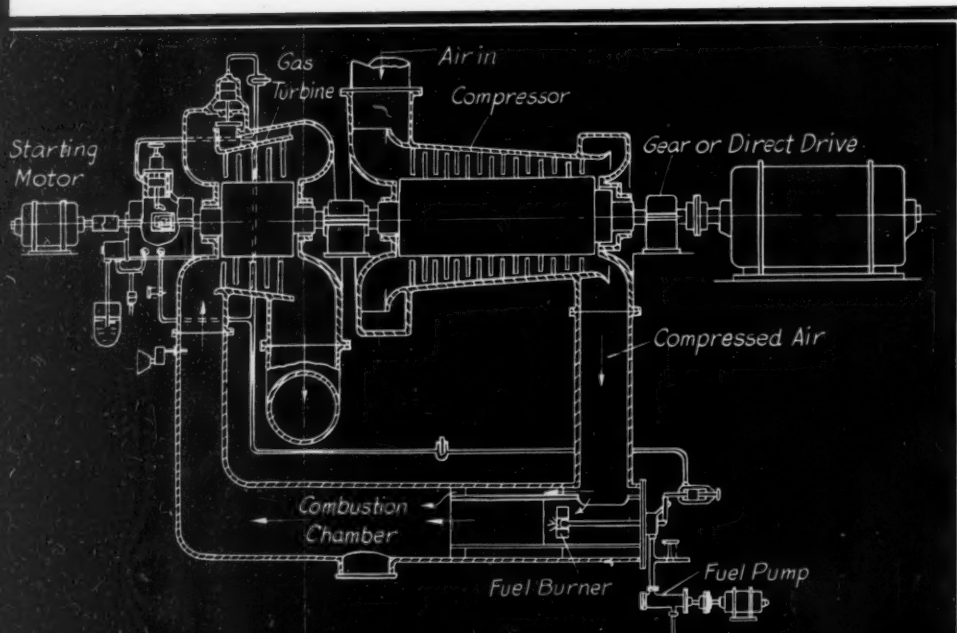 Gas
Turbine
Air in
Compressor
Starting
Motor
Gear or Direct Drive
Compressed Air
Combustion
Chamber
Fuel Burner
Fuel Pump